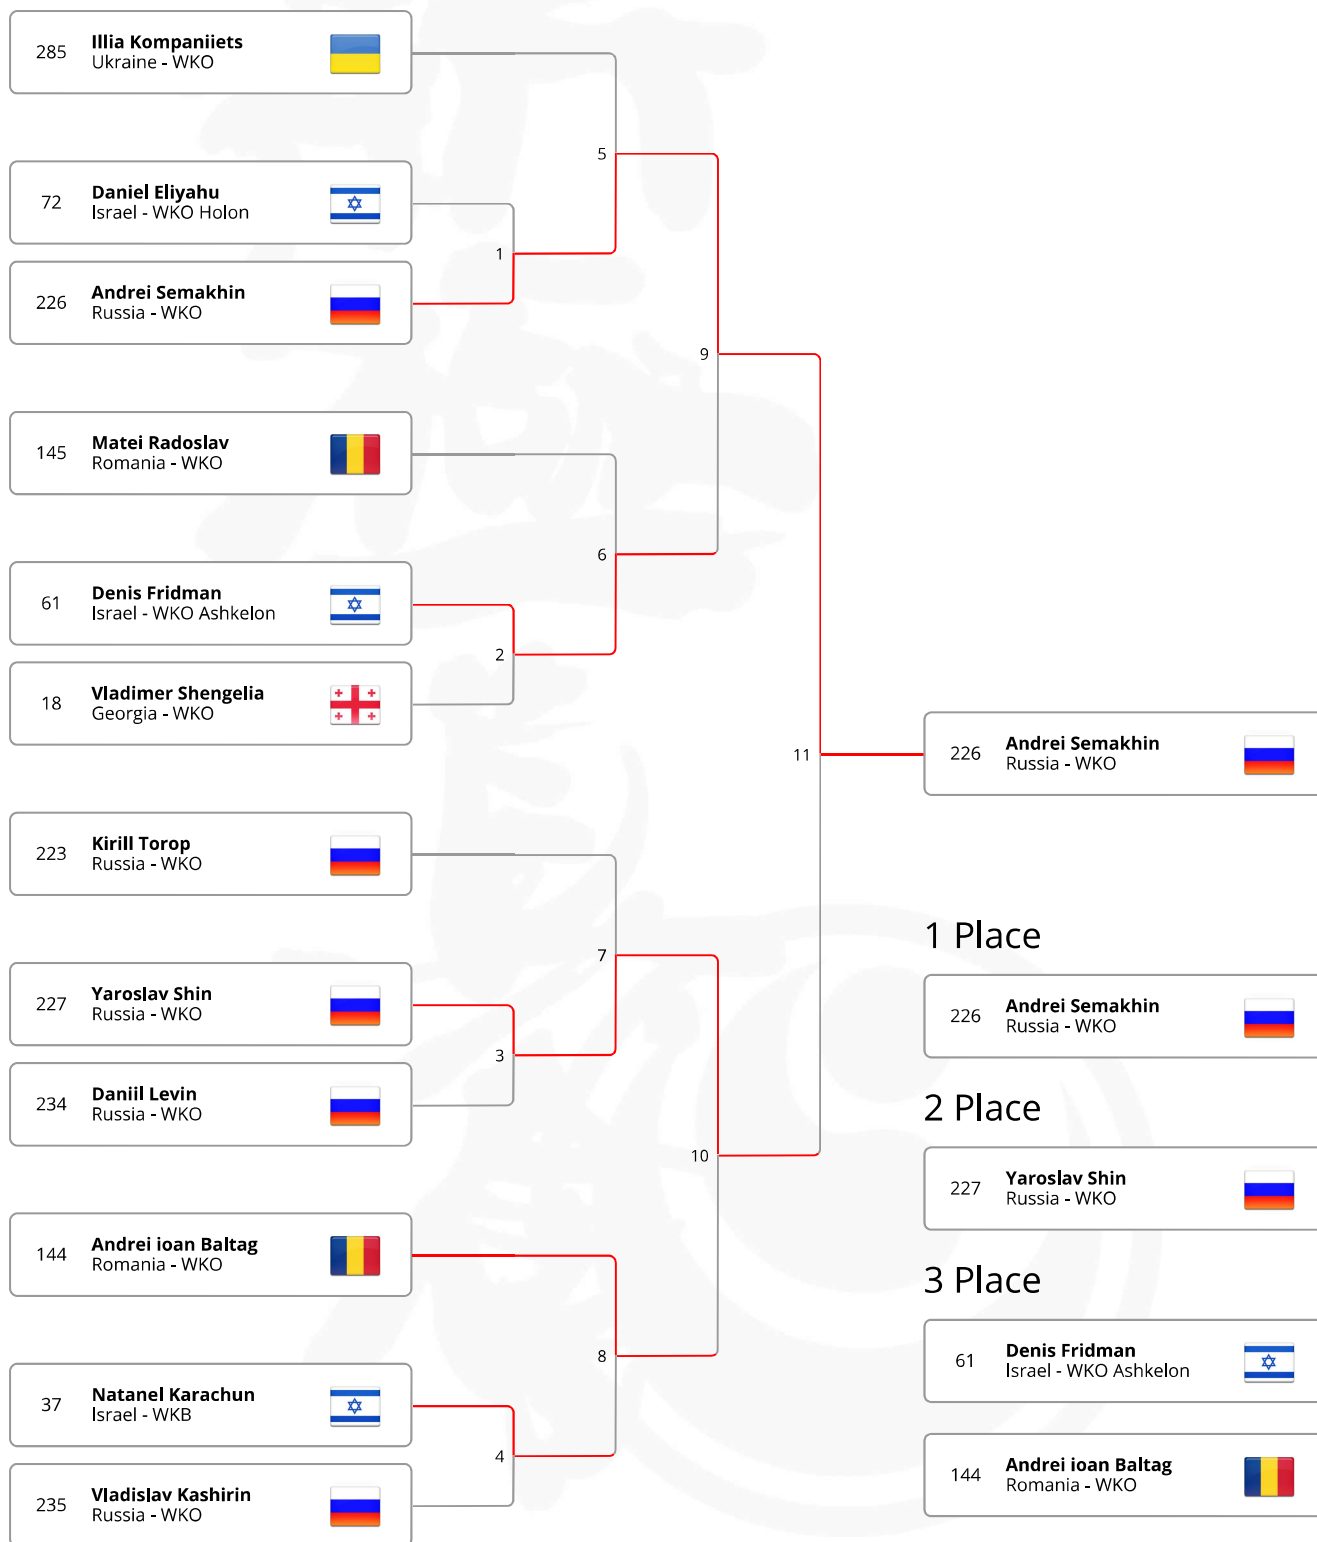 285
Illia Kompaniiets
Ukraine - WKO
5
72
Daniel Eliyahu
Israel - WKO Holon
1
226
Andrei Semakhin
Russia - WKO
9
145
Matei Radoslav
Romania - WKO
6
61
Denis Fridman
Israel - WKO Ashkelon
2
18
Vladimer Shengelia
Georgia - WKO
11
226
Andrei Semakhin
Russia - WKO
223
Kirill Torop
Russia - WKO
7
227
Yaroslav Shin
Russia - WKO
3
234
Daniil Levin
Russia - WKO
10
144
Andrei ioan Baltag
Romania - WKO
8
37
Natanel Karachun
Israel - WKB
4
235
Vladislav Kashirin
Russia - WKO
1 Place
226
Andrei Semakhin
Russia - WKO
2 Place
227
Yaroslav Shin
Russia - WKO
3 Place
61
Denis Fridman
Israel - WKO Ashkelon
144
Andrei ioan Baltag
Romania - WKO